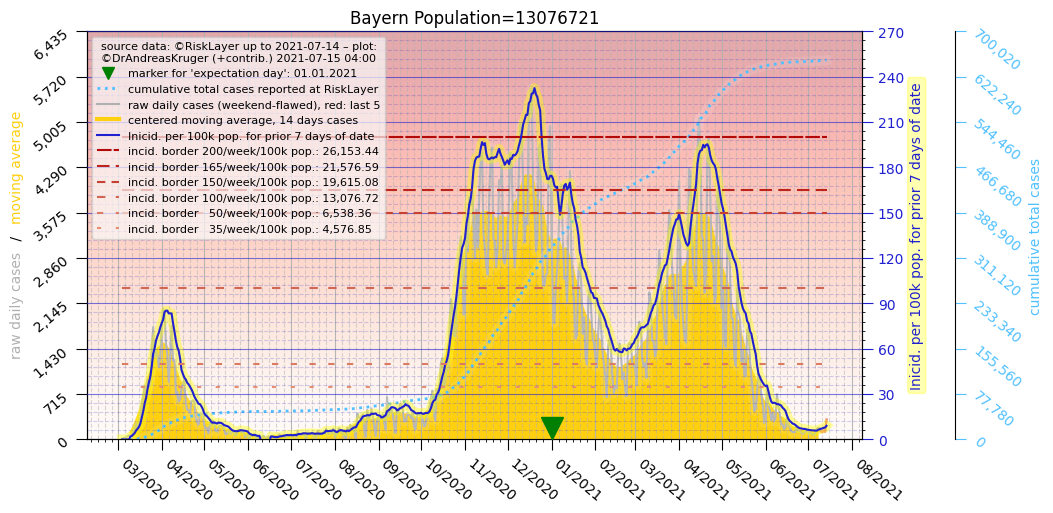 Bayern Population=13076721
source data: ©RiskLayer up to 2021-07-14 – plot:
©DrAndreasKruger (+contrib.) 2021-07-15 04:00
marker for 'expectation day': 01.01.2021
cumulative total cases reported at RiskLayer
raw daily cases (weekend-flawed), red: last 5
centered moving average, 14 days cases
Inicid. per 100k pop. for prior 7 days of date
incid. border 200/week/100k pop.: 26,153.44
incid. border 165/week/100k pop.: 21,576.59
incid. border 150/week/100k pop.: 19,615.08
incid. border 100/week/100k pop.: 13,076.72
incid. border   50/week/100k pop.: 6,538.36
incid. border   35/week/100k pop.: 4,576.85
raw daily cases   /   moving average
6,435
5,720
5,005
4,290
3,575
2,860
2,145
1,430
715
0
03/2020
04/2020
05/2020
06/2020
07/2020
08/2020
09/2020
10/2020
11/2020
12/2020
01/2021
02/2021
03/2021
04/2021
05/2021
06/2021
07/2021
08/2021
270
240
210
180
150
120
90
60
30
0
Inicid. per 100k pop. for prior 7 days of date
700,020
622,240
544,460
466,680
388,900
311,120
233,340
155,560
77,780
0
cumulative total cases